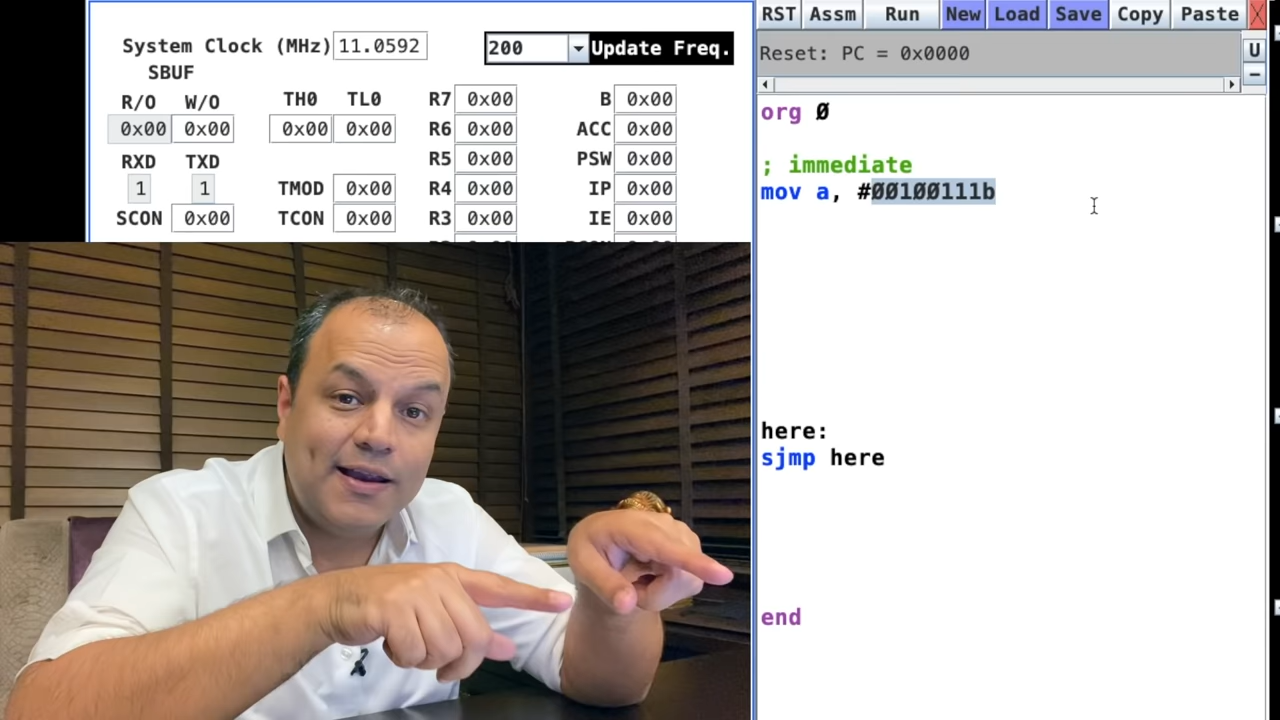 System Clock (MHz) 11.0592
200 Update Freq.
SBUF
R/O W/O TH0 TL0 R7 0x00 B 0x00
0x00 0x00 0x00 0x00 R6 0x00 ACC 0x00
RXD TXD R5 0x00 PSW 0x00
1 1 TMOD 0x00 R4 0x00 IP 0x00
SCON 0x00 TCON 0x00 R3 0x00 IE 0x00
RST Assm Run New Load Save Copy Paste X
Reset: PC = 0x0000
U
-
org 0
; immediate
mov a, #00100111b
here:
sjmp here
end